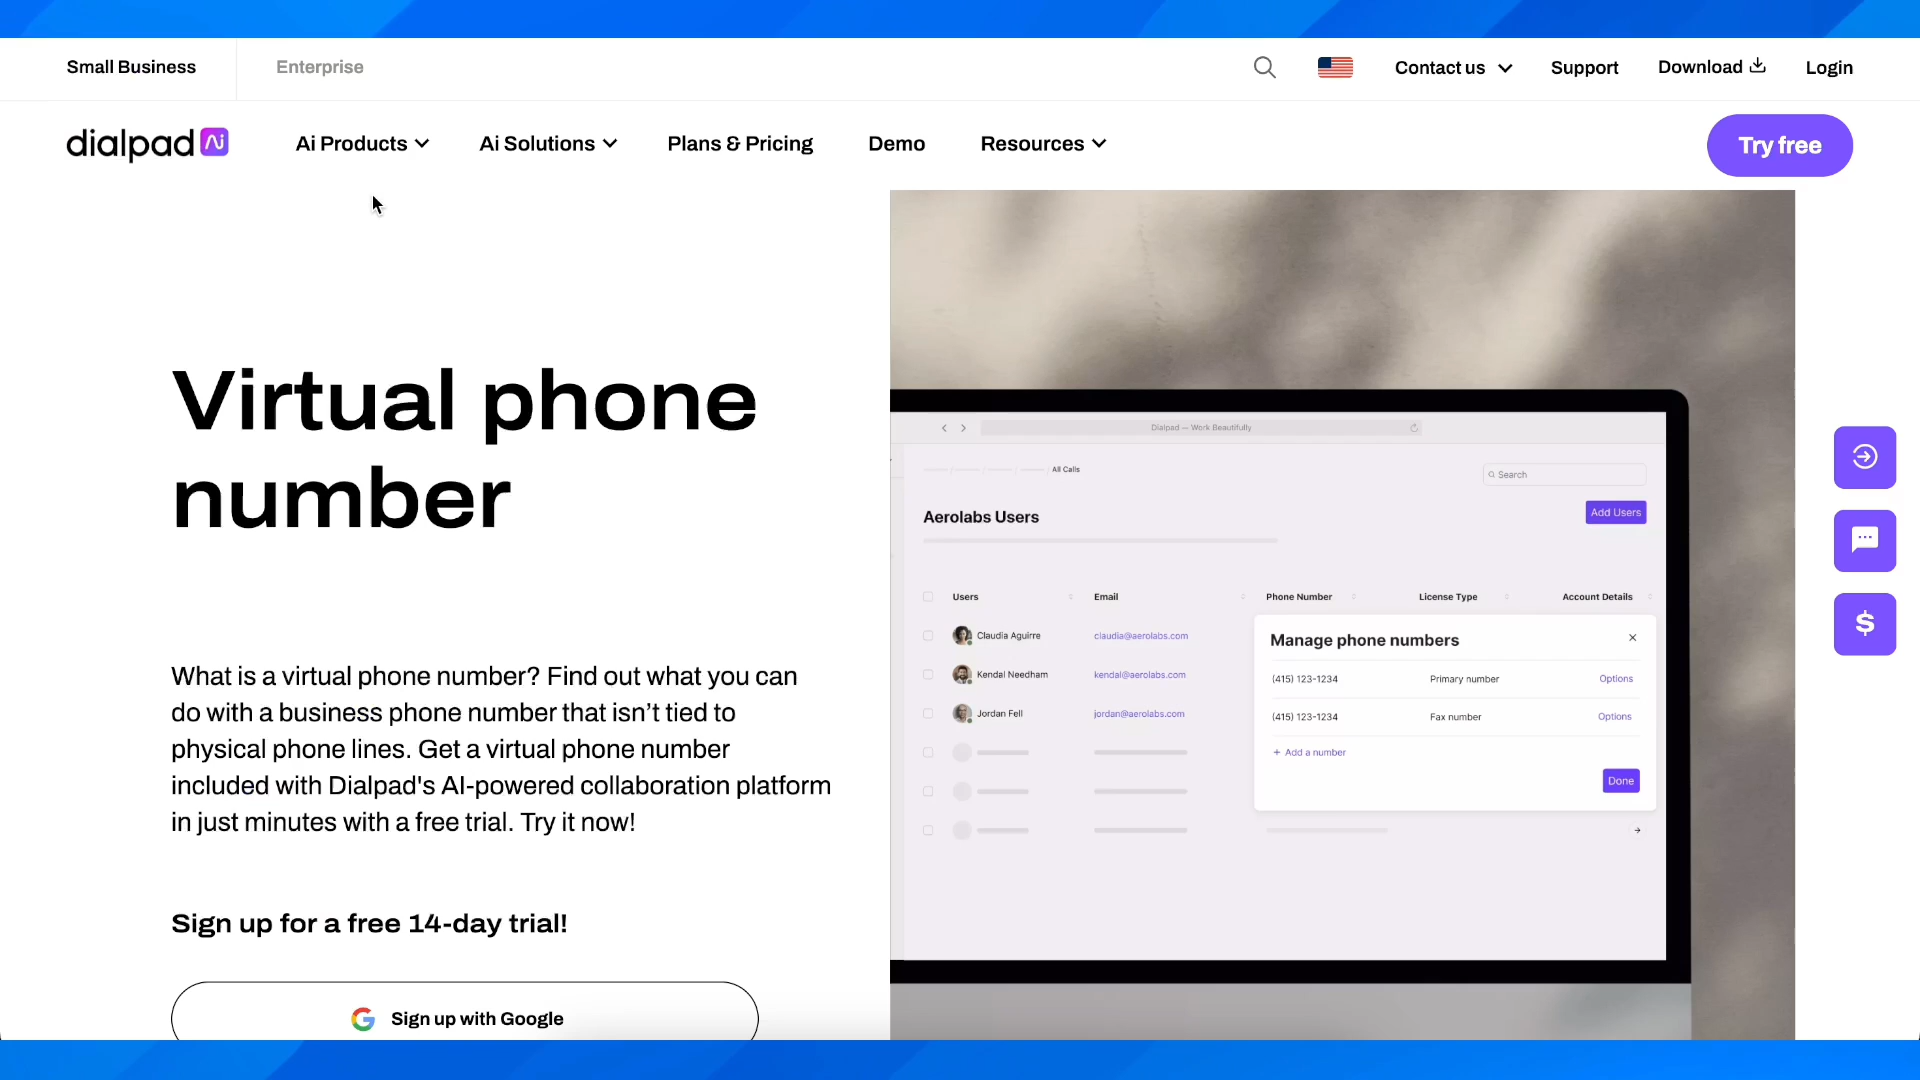 Small Business
Enterprise
Contact us
Support
Download
Login
dialpad Ai
Ai Products
Ai Solutions
Plans & Pricing
Demo
Resources
Try free
Virtual phone
number
What is a virtual phone number? Find out what you can
do with a business phone number that isn’t tied to
physical phone lines. Get a virtual phone number
included with Dialpad's AI-powered collaboration platform
in just minutes with a free trial. Try it now!
Sign up for a free 14-day trial!
Sign up with Google
Dialpad — Work Beautifully
/ / / / All Calls
Search
Aerolabs Users
Add Users
Users
Email
Phone Number
License Type
Account Details
Claudia Aguirre
claudia@aerolabs.com
Kendal Needham
kendal@aerolabs.com
Jordan Fell
jordan@aerolabs.com
Manage phone numbers
(415) 123-1234
Primary number
Options
(415) 123-1234
Fax number
Options
+ Add a number
Done
$